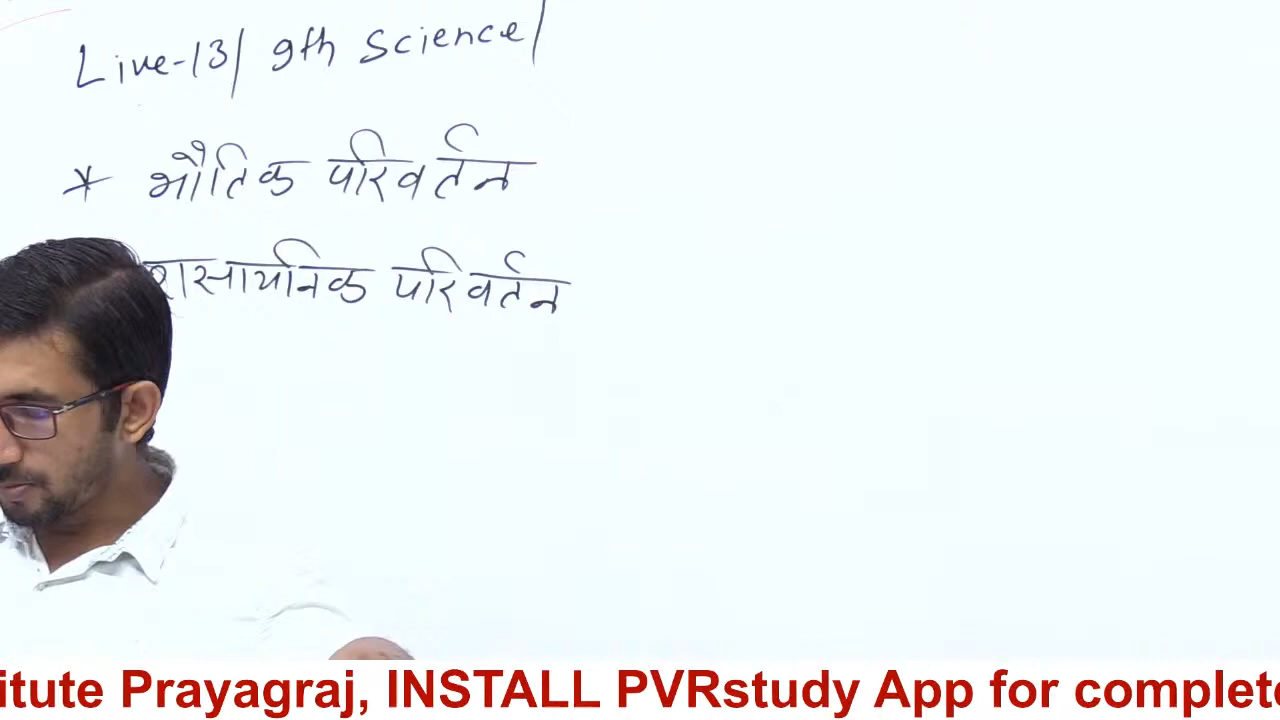 Live-13/ 9th Science/
* भौतिक परिवर्तन
रासायनिक परिवर्तन
itute Prayagraj, INSTALL PVRstudy App for complete